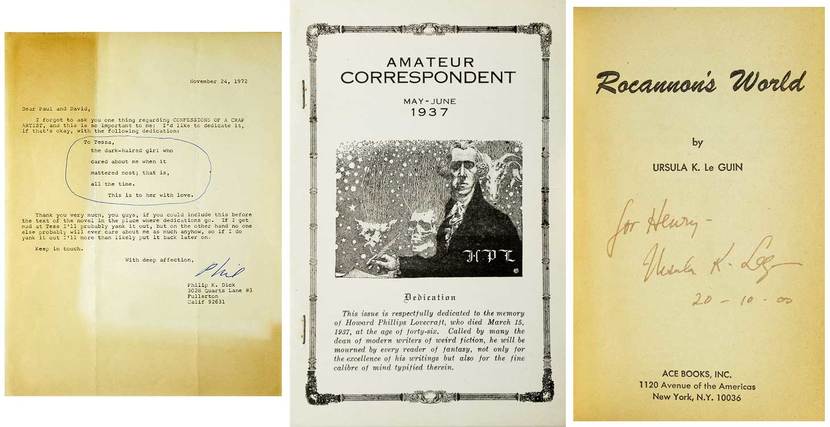 November 24, 1972
Dear Paul and David,
I forgot to ask you one thing regarding CONFESSIONS OF A CRAP
ARTIST, and this is so important to me: I'd like to dedicate it,
if that's okay, with the following dedication:
To Tessa,
the dark-haired girl who
cared about me when it
mattered most; that is,
all the time.
This is to her with love.
Thank you very much, you guys, if you could include this before
the text of the novel in the place where dedications go. If I get
mad at Tess I'll probably yank it out, but on the other hand no one
else probably will ever care about me as much anyhow, so if I do
yank it out I'll more than likely put it back later on.
Keep in touch.
With deep affection,
Phil
Philip K. Dick
3028 Quartz Lane #3
Fullerton
Calif 92631
AMATEUR
CORRESPONDENT
MAY-JUNE
1937
HPL
Dedication
This issue is respectfully dedicated to the memory
of Howard Phillips Lovecraft, who died March 15,
1937, at the age of forty-six. Called by many the
dean of modern writers of weird fiction, he will be
mourned by every reader of fantasy, not only for
the excellence of his writings but also for the fine
calibre of mind typified therein.
Rocannon's World
by
URSULA K. Le GUIN
for Henry-
Ursula K. Le Guin
20-10-00
ACE BOOKS, INC.
1120 Avenue of the Americas
New York, N.Y. 10036